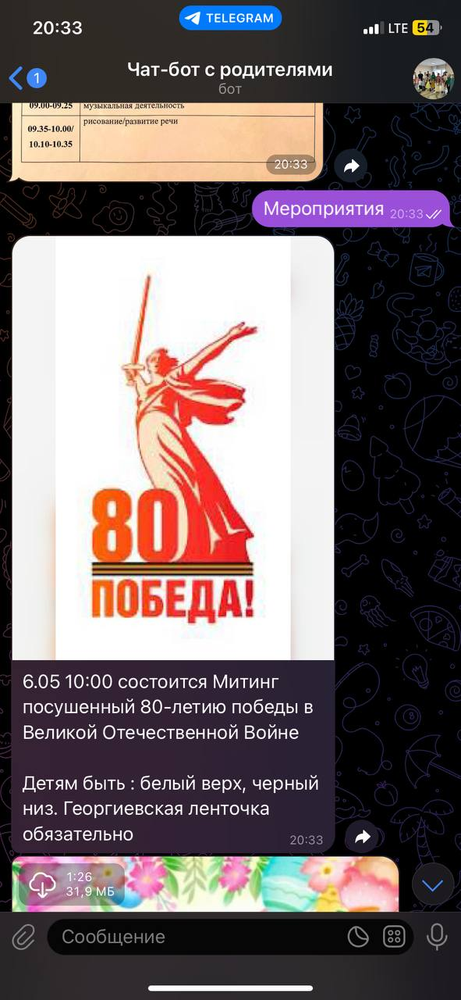 20:33
TELEGRAM
LTE 54
1
Чат-бот с родителями
бот
09.00-09.25 музыкальная деятельность
09.35-10.00/ рисование/развитие речи
10.10-10.35
20:33
Мероприятия 20:33
80
ПОБЕДА!
6.05 10:00 состоится Митинг
посушенный 80-летию победы в
Великой Отечественной Войне
Детям быть : белый верх, черный
низ. Георгиевская ленточка
обязательно
20:33
1:26
31,9 МБ
Сообщение